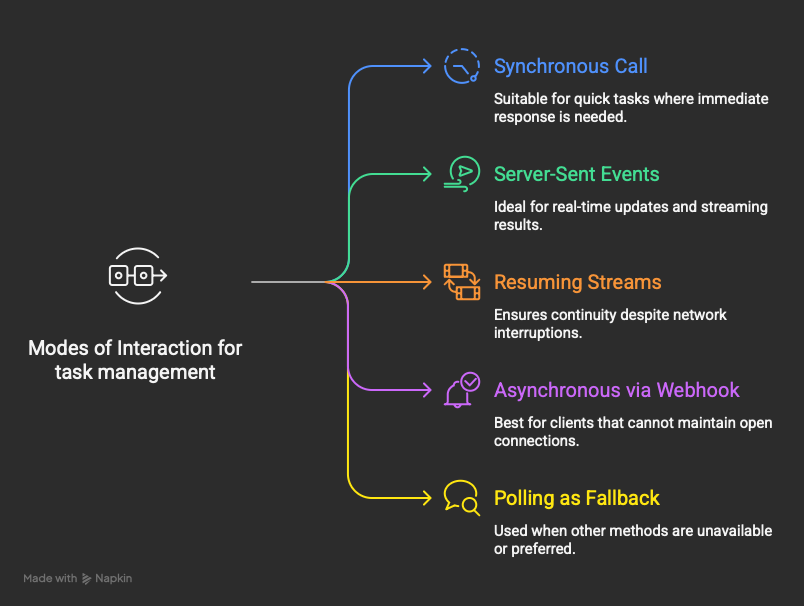 Modes of Interaction for
task management
Synchronous Call
Suitable for quick tasks where immediate
response is needed.
Server-Sent Events
Ideal for real-time updates and streaming
results.
Resuming Streams
Ensures continuity despite network
interruptions.
Asynchronous via Webhook
Best for clients that cannot maintain open
connections.
Polling as Fallback
Used when other methods are unavailable
or preferred.
Made with Napkin